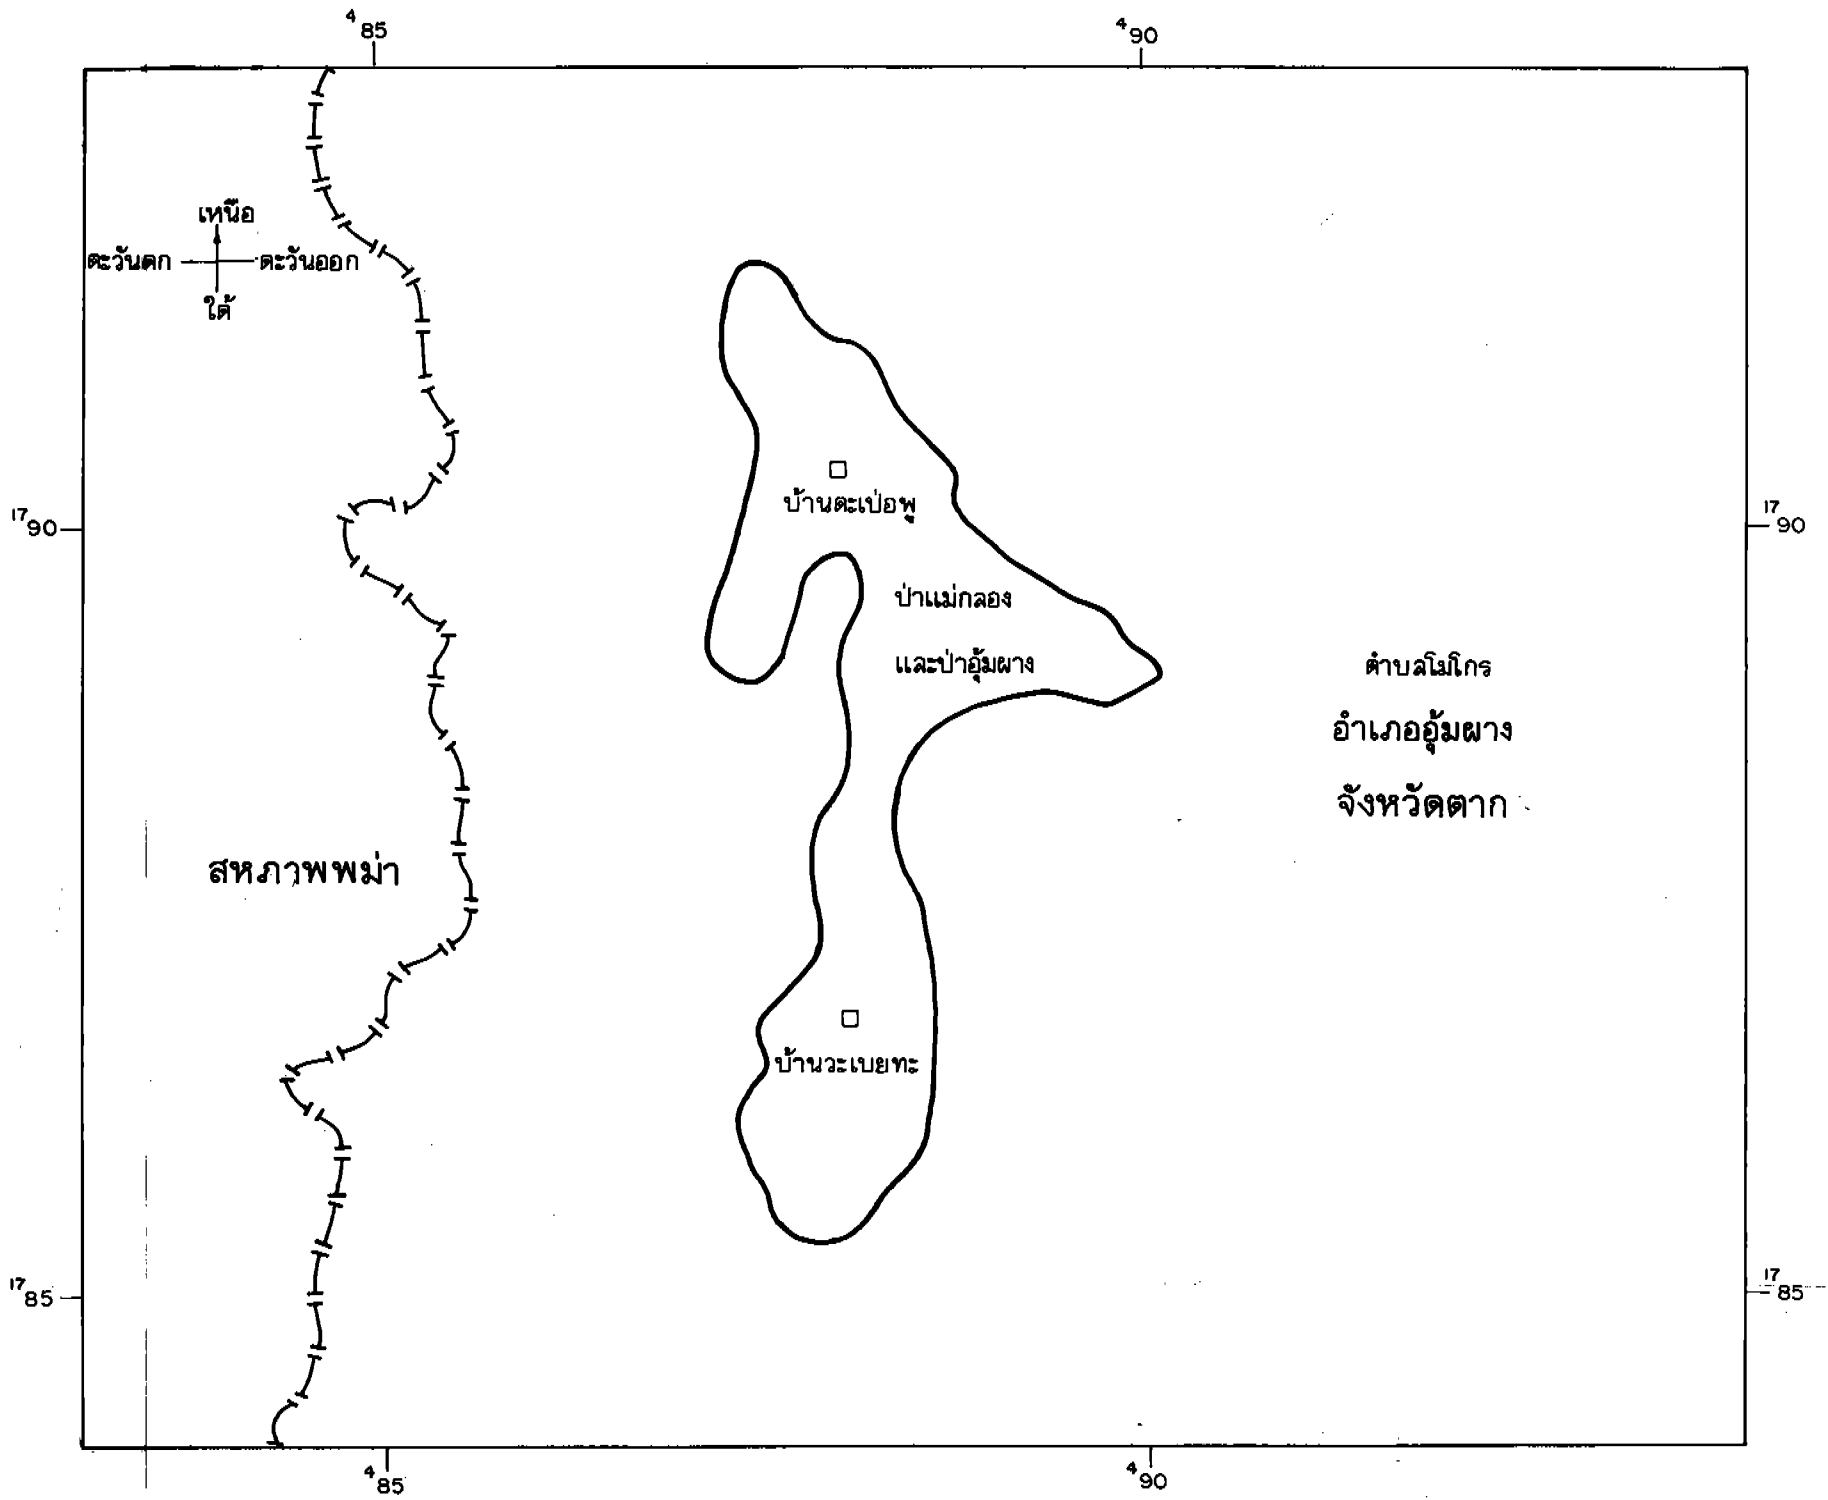 ⁴85
⁴90
เหนือ
ตะวันตก
ตะวันออก
ใต้
บ้านตะเป่อพู
¹⁷90
¹⁷90
ป่าแม่กลอง
และป่าอุ้มผาง
ตำบลโมโกร
อำเภออุ้มผาง
จังหวัดตาก
สหภาพพม่า
บ้านวะเบยทะ
¹⁷85
¹⁷85
⁴85
⁴90